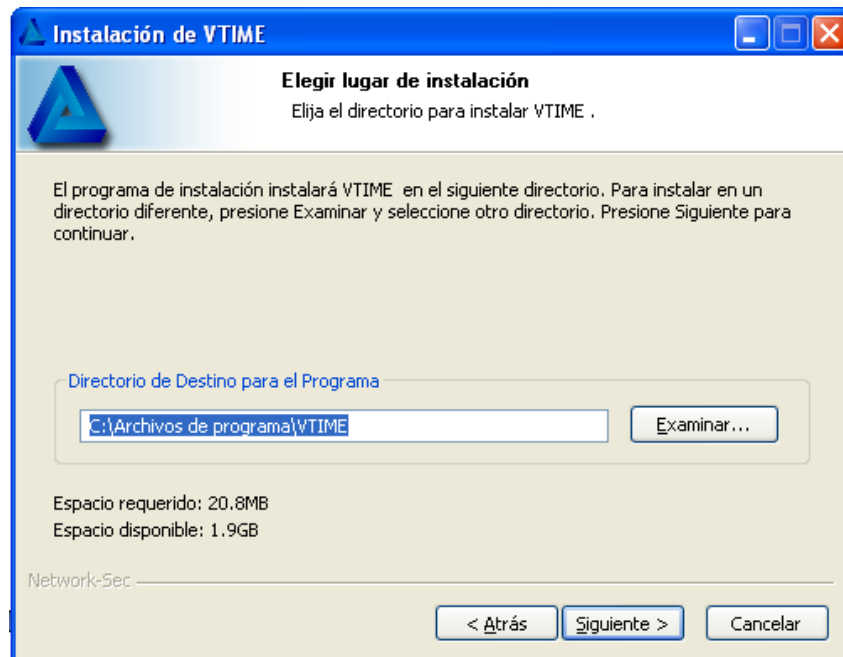 Instalación de VTIME
Elegir lugar de instalación
Elija el directorio para instalar VTIME .
El programa de instalación instalará VTIME  en el siguiente directorio. Para instalar en un
directorio diferente, presione Examinar y seleccione otro directorio. Presione Siguiente para
continuar.
Directorio de Destino para el Programa
C:\Archivos de programa\VTIME
Examinar...
Espacio requerido: 20.8MB
Espacio disponible: 1.9GB
Network-Sec
< Atrás
Siguiente >
Cancelar